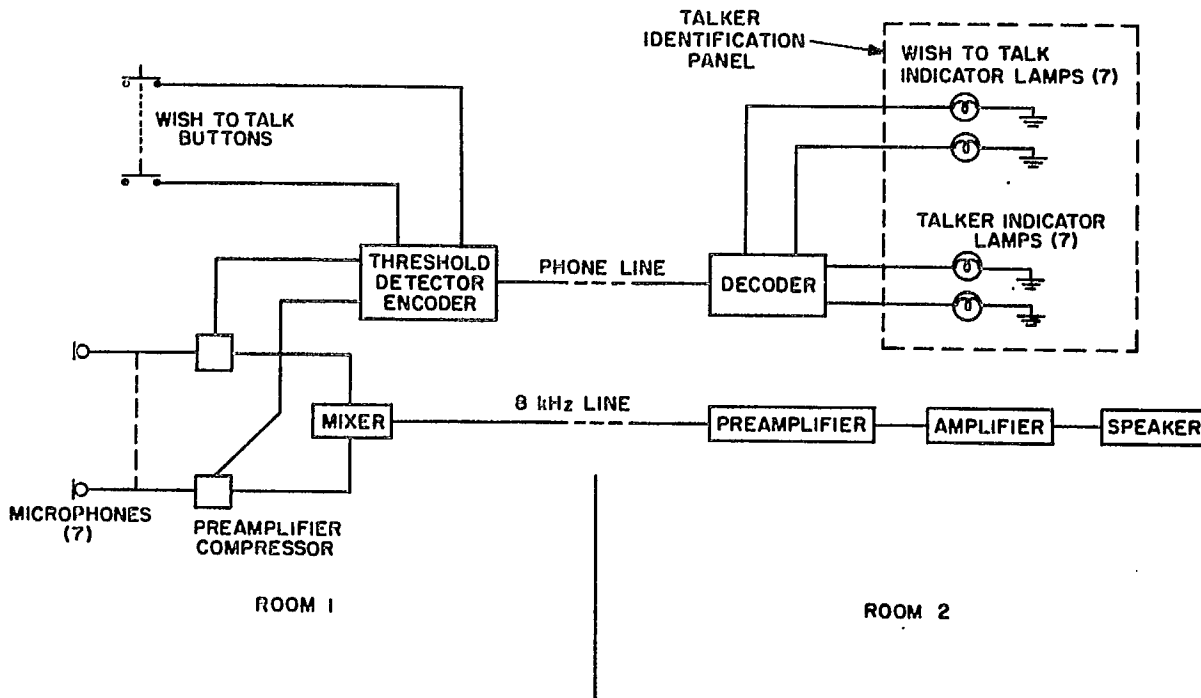 TALKER
IDENTIFICATION
PANEL
WISH TO TALK
INDICATOR LAMPS (7)
WISH TO TALK
BUTTONS
TALKER INDICATOR
LAMPS (7)
THRESHOLD
DETECTOR
ENCODER
PHONE LINE
DECODER
MIXER
8 kHz LINE
PREAMPLIFIER
AMPLIFIER
SPEAKER
MICROPHONES
(7)
PREAMPLIFIER
COMPRESSOR
ROOM 1
ROOM 2